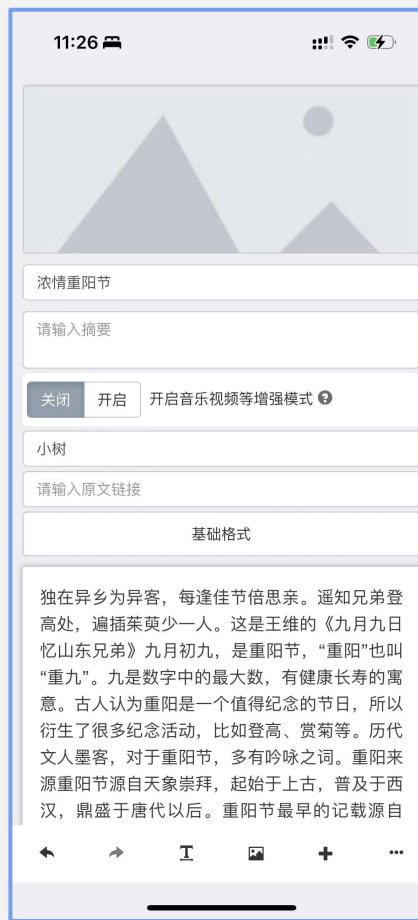 11:26
浓情重阳节
请输入摘要
关闭 开启 开启音乐视频等增强模式 ?
小树
请输入原文链接
基础格式
独在异乡为异客，每逢佳节倍思亲。遥知兄弟登
高处，遍插茱萸少一人。这是王维的《九月九日
忆山东兄弟》九月初九，是重阳节，“重阳”也叫
“重九”。九是数字中的最大数，有健康长寿的寓
意。古人认为重阳是一个值得纪念的节日，所以
衍生了很多纪念活动，比如登高、赏菊等。历代
文人墨客，对于重阳节，多有吟咏之词。重阳来
源重阳节源自天象崇拜，起始于上古，普及于西
汉，鼎盛于唐代以后。重阳节最早的记载源自
T